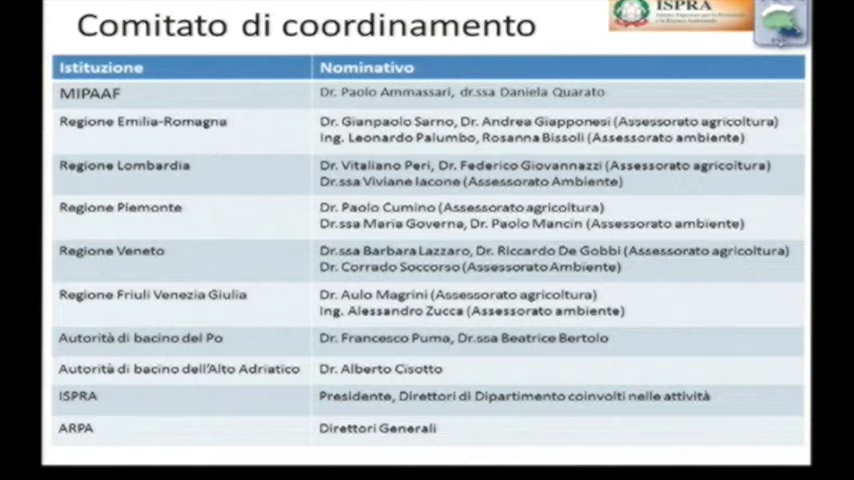 Comitato di coordinamento
ISPRA
Istituzione Nominativo
MIPAAF Dr. Paolo Ammassari, dr.ssa Daniela Quarato
Regione Emilia-Romagna Dr. Gianpaolo Sarno, Dr. Andrea Giapponesi (Assessorato agricoltura)
Ing. Leonardo Palumbo, Rosanna Bissoli (Assessorato ambiente)
Regione Lombardia Dr. Vitaliano Peri, Dr. Federico Giovannazzi (Assessorato agricoltura)
Dr.ssa Viviane Iacone (Assessorato Ambiente)
Regione Piemonte Dr. Paolo Cumino (Assessorato agricoltura)
Dr.ssa Maria Governa, Dr. Paolo Mancin (Assessorato ambiente)
Regione Veneto Dr.ssa Barbara Lazzaro, Dr. Riccardo De Gobbi (Assessorato agricoltura)
Dr. Corrado Soccorso (Assessorato Ambiente)
Regione Friuli Venezia Giulia Dr. Aulo Magrini (Assessorato agricoltura)
Ing. Alessandro Zucca (Assessorato ambiente)
Autorità di bacino del Po Dr. Francesco Puma, Dr.ssa Beatrice Bertolo
Autorità di bacino dell'Alto Adriatico Dr. Alberto Cisotto
ISPRA Presidente, Direttori di Dipartimento coinvolti nelle attività
ARPA Direttori Generali